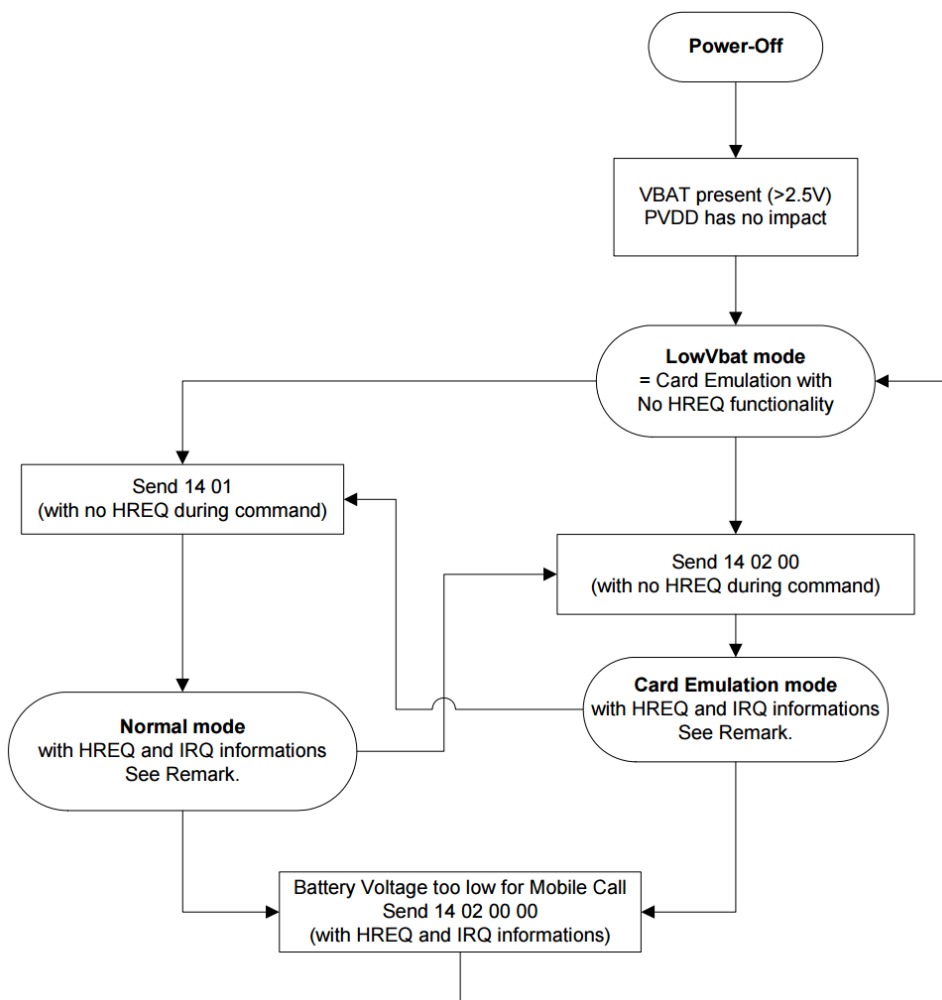 Power-Off
VBAT present (>2.5V)
PVDD has no impact
LowVbat mode
= Card Emulation with
No HREQ functionality
Send 14 01
(with no HREQ during command)
Send 14 02 00
(with no HREQ during command)
Normal mode
with HREQ and IRQ informations
See Remark.
Card Emulation mode
with HREQ and IRQ informations
See Remark.
Battery Voltage too low for Mobile Call
Send 14 02 00 00
(with HREQ and IRQ informations)